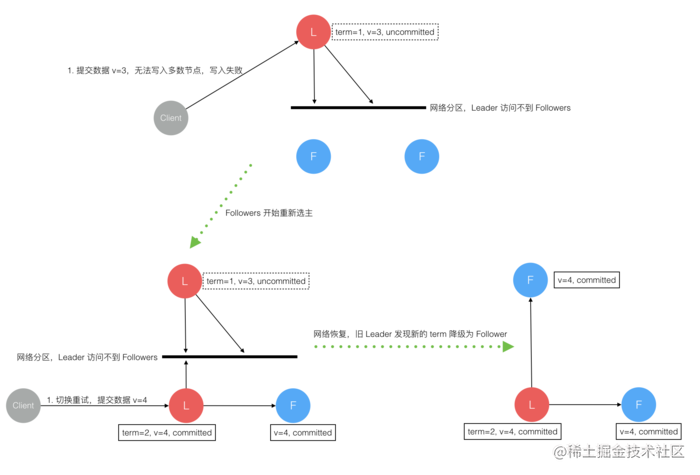 L
term=1, v=3, uncommitted
1. 提交数据 v=3，无法写入多数节点，写入失败
Client
网络分区，Leader 访问不到 Followers
F
F
Followers 开始重新选主
L
term=1, v=3, uncommitted
F
v=4, committed
网络恢复，旧 Leader 发现新的 term 降级为 Follower
网络分区，Leader 访问不到 Followers
Client
1. 切换重试，提交数据 v=4
L
F
L
F
term=2, v=4, committed
v=4, committed
term=2, v=4, committed
v=4, committed
@稀土掘金技术社区